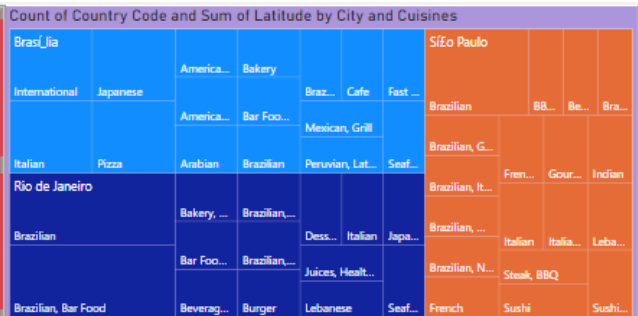 Count of Country Code and Sum of Latitude by City and Cuisines
Brasí_lia
International
Japanese
America...
Bakery
Braz...
Cafe
Fast ...
America...
Bar Foo...
Mexican, Grill
Italian
Pizza
Arabian
Brazilian
Peruvian, Lat...
Seaf...
Rio de Janeiro
Brazilian
Bakery, ...
Brazilian,...
Dess...
Italian
Japa...
Bar Foo...
Brazilian,...
Juices, Healt...
Brazilian, Bar Food
Beverag...
Burger
Lebanese
Seaf...
Sí£o Paulo
Brazilian
BB...
Be...
Bra...
Brazilian, G...
Fren...
Gour...
Indian
Brazilian, It...
Brazilian, ...
Italian
Italia...
Leba...
Brazilian, N...
Steak, BBQ
French
Sushi
Sushi...